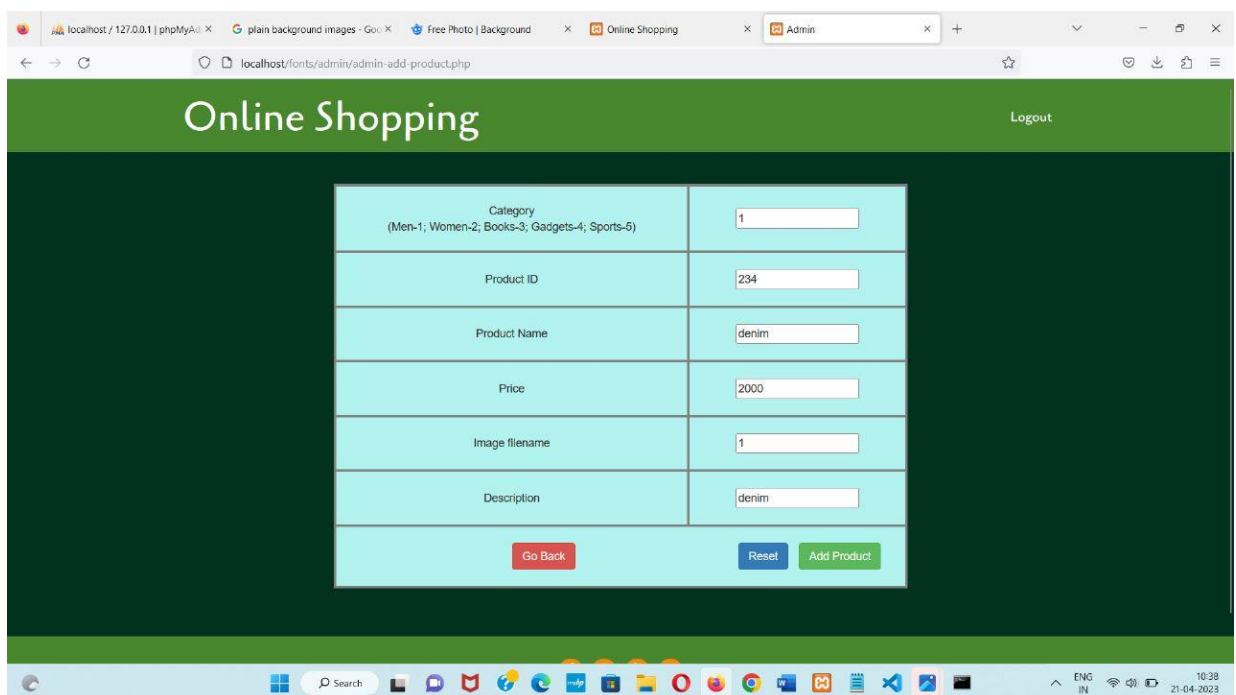 localhost / 127.0.0.1 | phpMyAd
plain background images - Goo
Free Photo | Background
Online Shopping
Admin
localhost/fonts/admin/admin-add-product.php
Online Shopping
Logout
Category
(Men-1; Women-2; Books-3; Gadgets-4; Sports-5)
1
Product ID
234
Product Name
denim
Price
2000
Image filename
1
Description
denim
Go Back
Reset
Add Product
Search
ENG
IN
10:38
21-04-2023